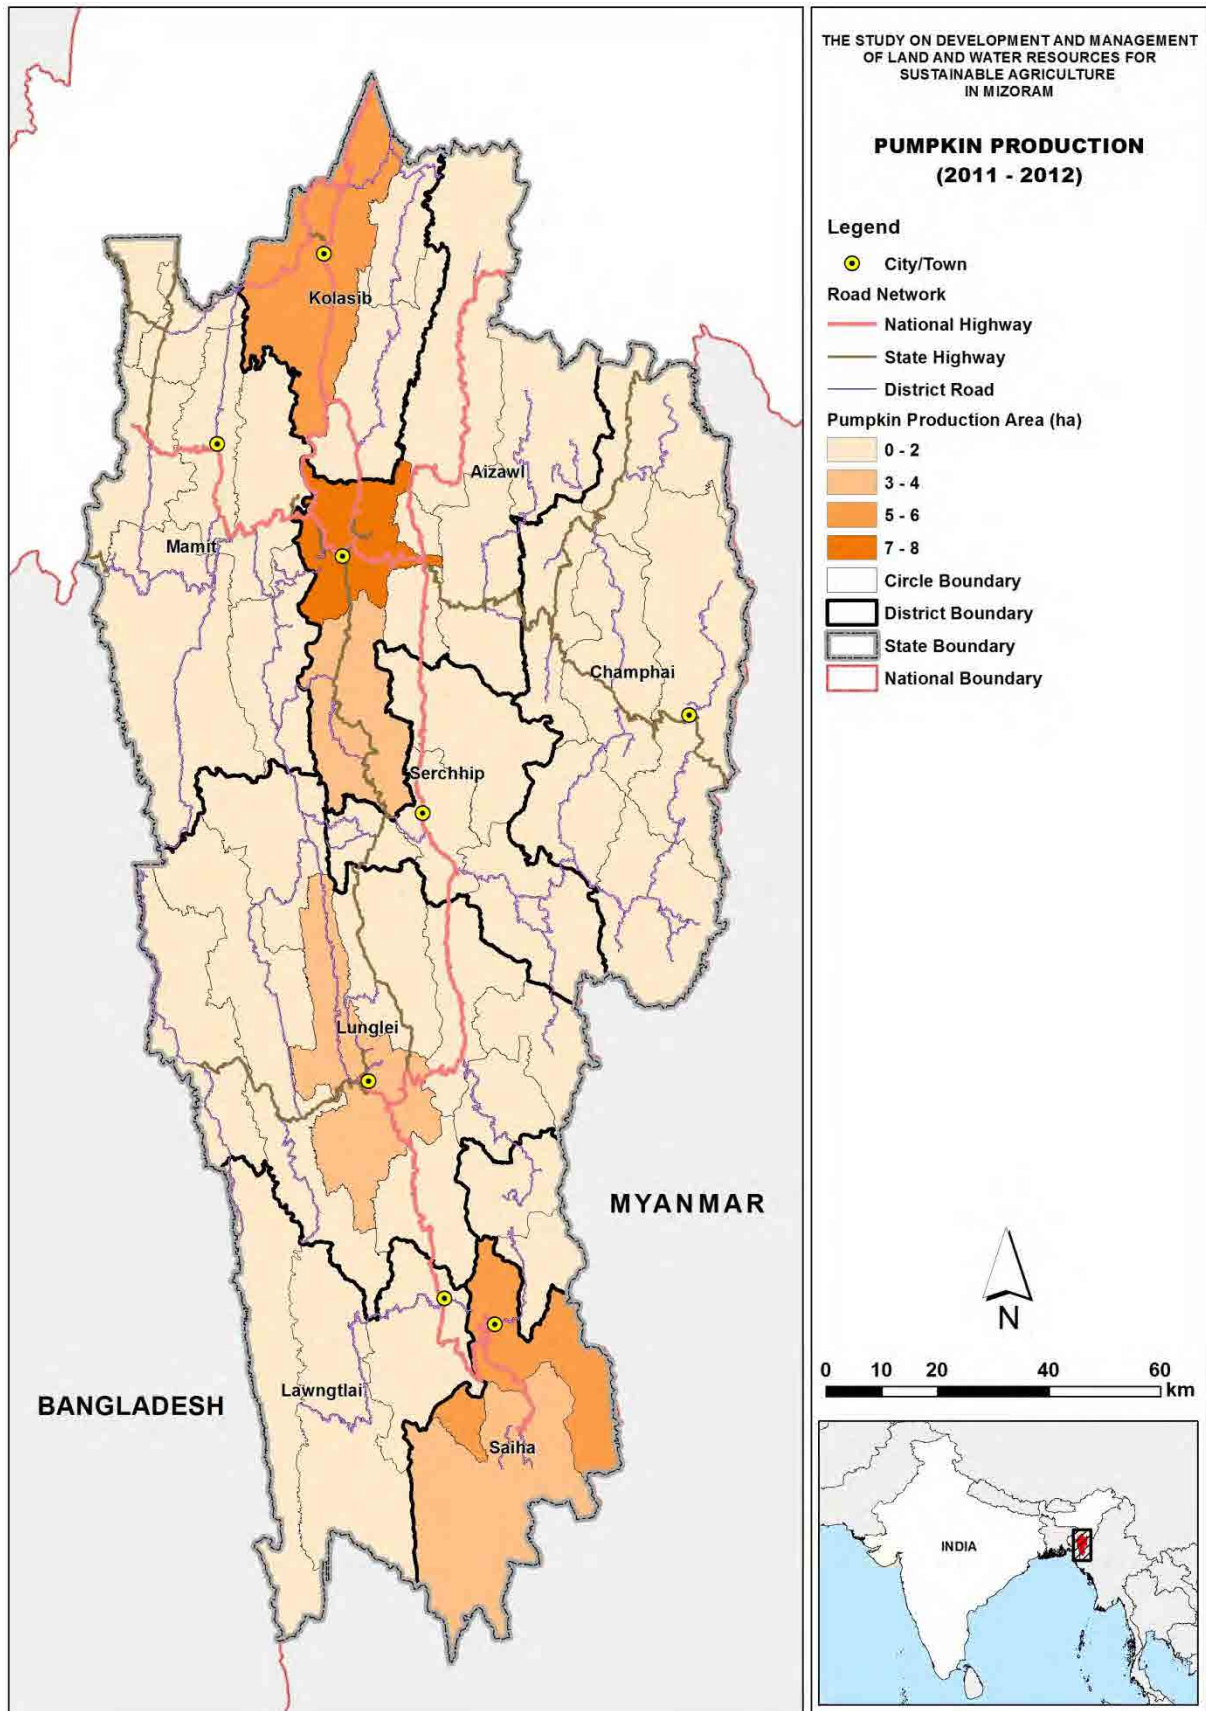 THE STUDY ON DEVELOPMENT AND MANAGEMENT
OF LAND AND WATER RESOURCES FOR
SUSTAINABLE AGRICULTURE
IN MIZORAM
PUMPKIN PRODUCTION
(2011 - 2012)
Legend
City/Town
Road Network
National Highway
State Highway
District Road
Pumpkin Production Area (ha)
0 - 2
3 - 4
5 - 6
7 - 8
Circle Boundary
District Boundary
State Boundary
National Boundary
Kolasib
Aizawl
Mamit
Champhai
Serchhip
Lunglei
MYANMAR
Lawngtlai
BANGLADESH
Saiha
N
0 10 20 40 60
km
INDIA